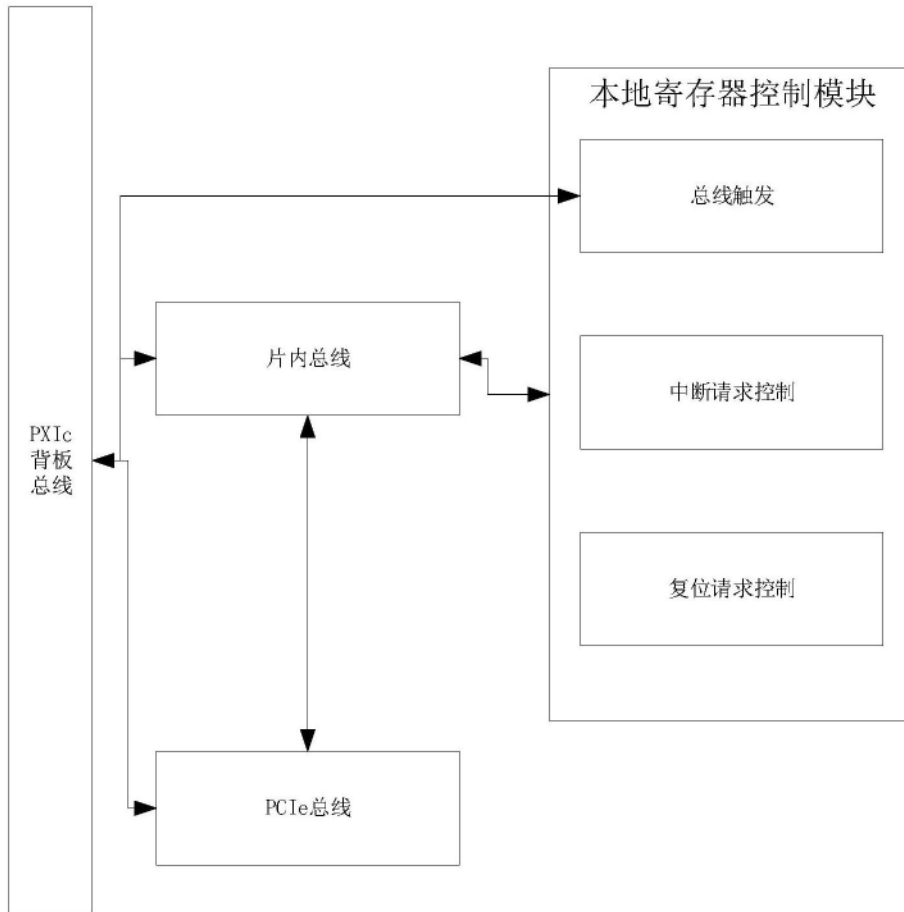 本地寄存器控制模块
总线触发
片内总线
中断请求控制
PXIc
背板
总线
复位请求控制
PCIe总线